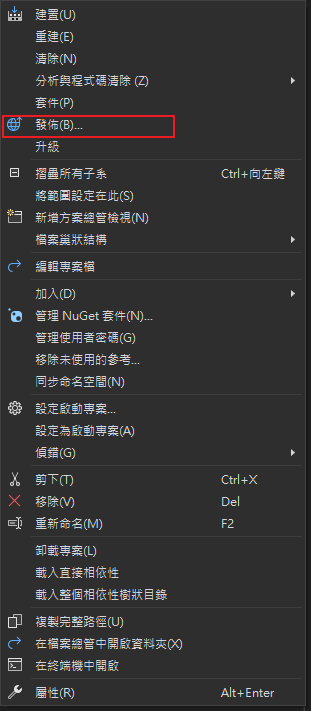 建置(U)
重建(E)
清除(N)
分析與程式碼清除 (Z)
套件(P)
發佈(B)...
升級
摺疊所有子系 Ctrl+向左鍵
將範圍設定在此(S)
新增方案總管檢視(N)
檔案巢狀結構
編輯專案檔
加入(D)
管理 NuGet 套件(N)...
管理使用者密碼(G)
移除未使用的參考...
同步命名空間(N)
設定啟動專案...
設定為啟動專案(A)
偵錯(G)
剪下(T) Ctrl+X
移除(V) Del
重新命名(M) F2
卸載專案(L)
載入直接相依性
載入整個相依性樹狀目錄
複製完整路徑(U)
在檔案總管中開啟資料夾(X)
在終端機中開啟
屬性(R) Alt+Enter